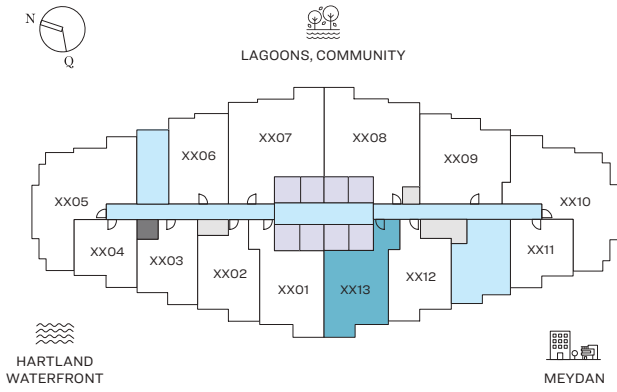 N
Q
LAGOONS, COMMUNITY
XX07
XX08
XX06
XX09
XX05
XX10
XX04
XX03
XX02
XX01
XX13
XX12
XX11
HARTLAND
WATERFRONT
MEYDAN